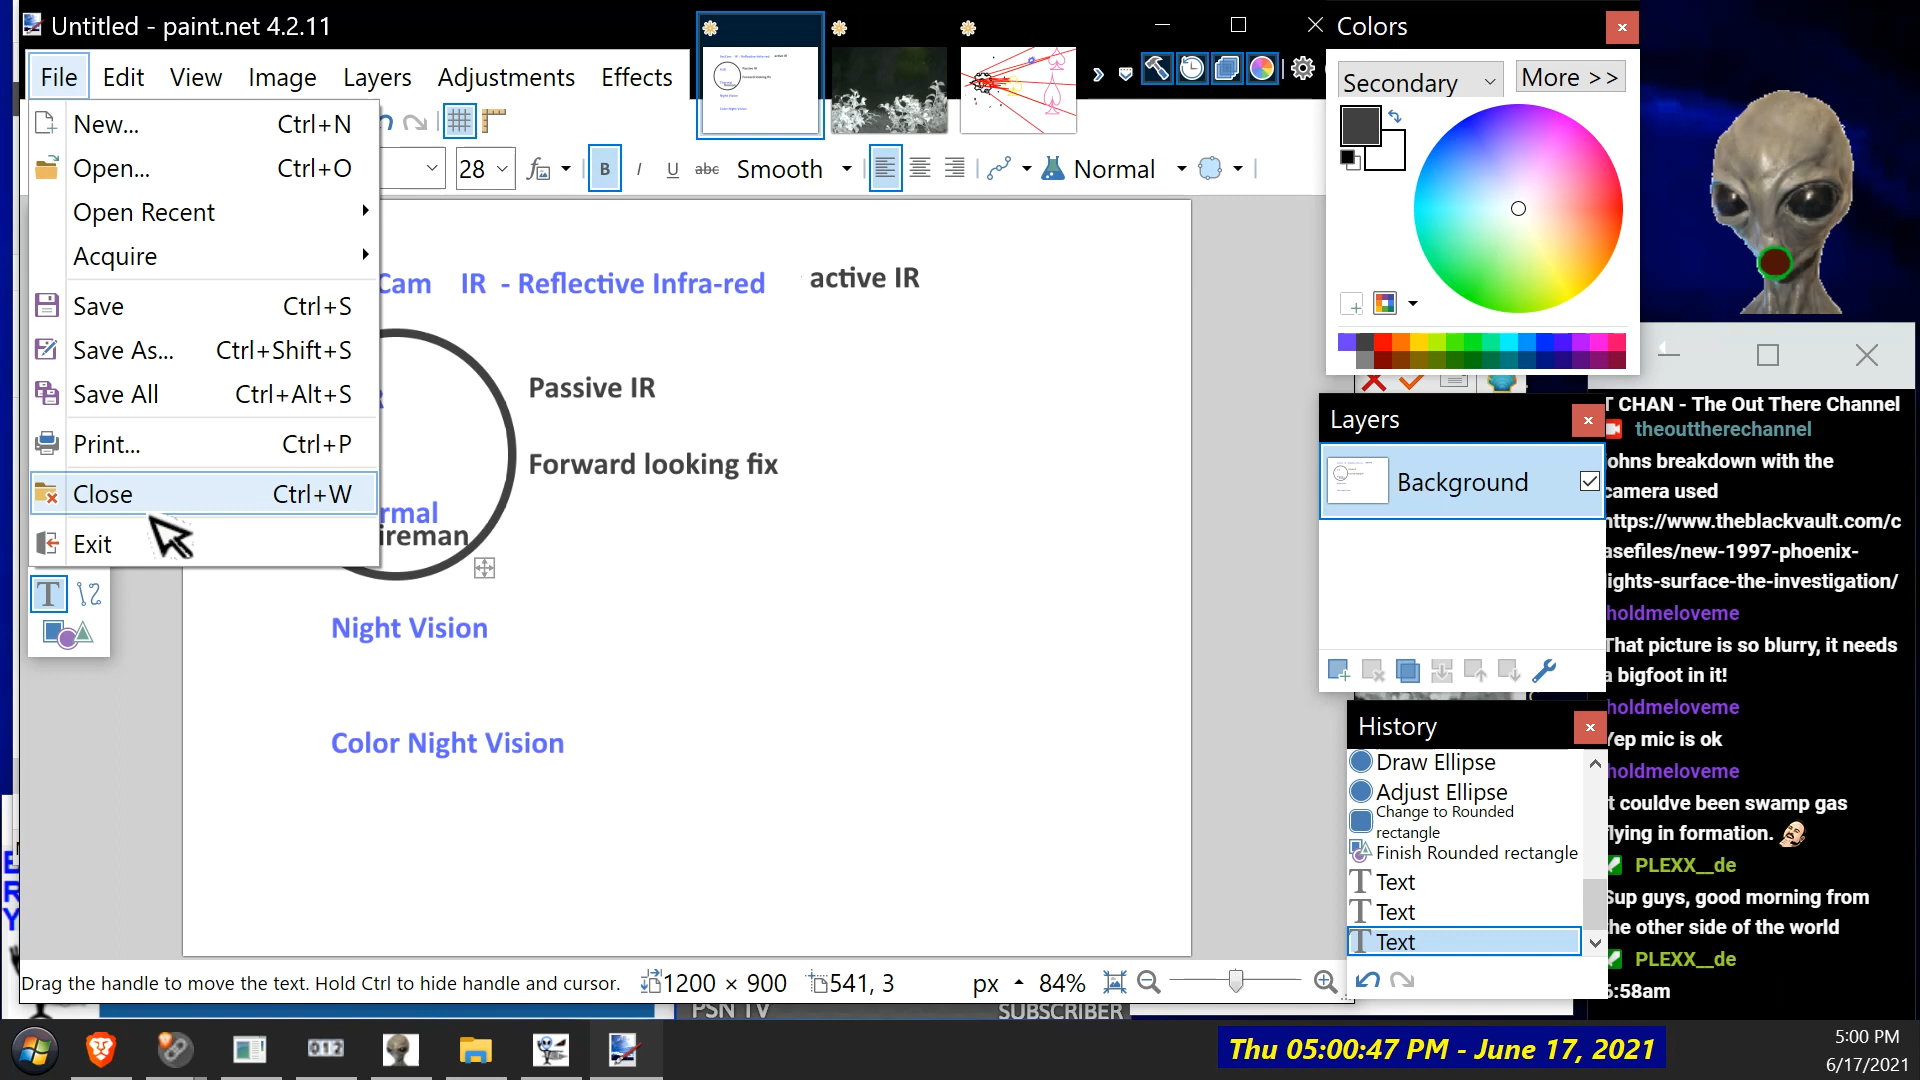 Untitled - paint.net 4.2.11
File Edit View Image Layers Adjustments Effects
New... Ctrl+N
Open... Ctrl+O
Open Recent
Acquire
Save Ctrl+S
Save As... Ctrl+Shift+S
Save All Ctrl+Alt+S
Print... Ctrl+P
Close Ctrl+W
Exit
28 B I U abc Smooth Normal
Cam IR - Reflective Infra-red active IR
Passive IR
Forward looking fix
rmal
ireman
Night Vision
Color Night Vision
Drag the handle to move the text. Hold Ctrl to hide handle and cursor. 1200 × 900 541, 3 px 84%
Colors
Secondary More >>
Layers
Background
History
Draw Ellipse
Adjust Ellipse
Change to Rounded
rectangle
Finish Rounded rectangle
Text
Text
Text
T CHAN - The Out There Channel
theouttherechannel
ohns breakdown with the
camera used
https://www.theblackvault.com/c
asefiles/new-1997-phoenix-
ights-surface-the-investigation/
holdmeloveme
That picture is so blurry, it needs
a bigfoot in it!
holdmeloveme
Yep mic is ok
holdmeloveme
t couldve been swamp gas
flying in formation.
PLEXX__de
Sup guys, good morning from
the other side of the world
PLEXX__de
6:58am
PSN TV SUBSCRIBER
012
Thu 05:00:47 PM - June 17, 2021
5:00 PM
6/17/2021